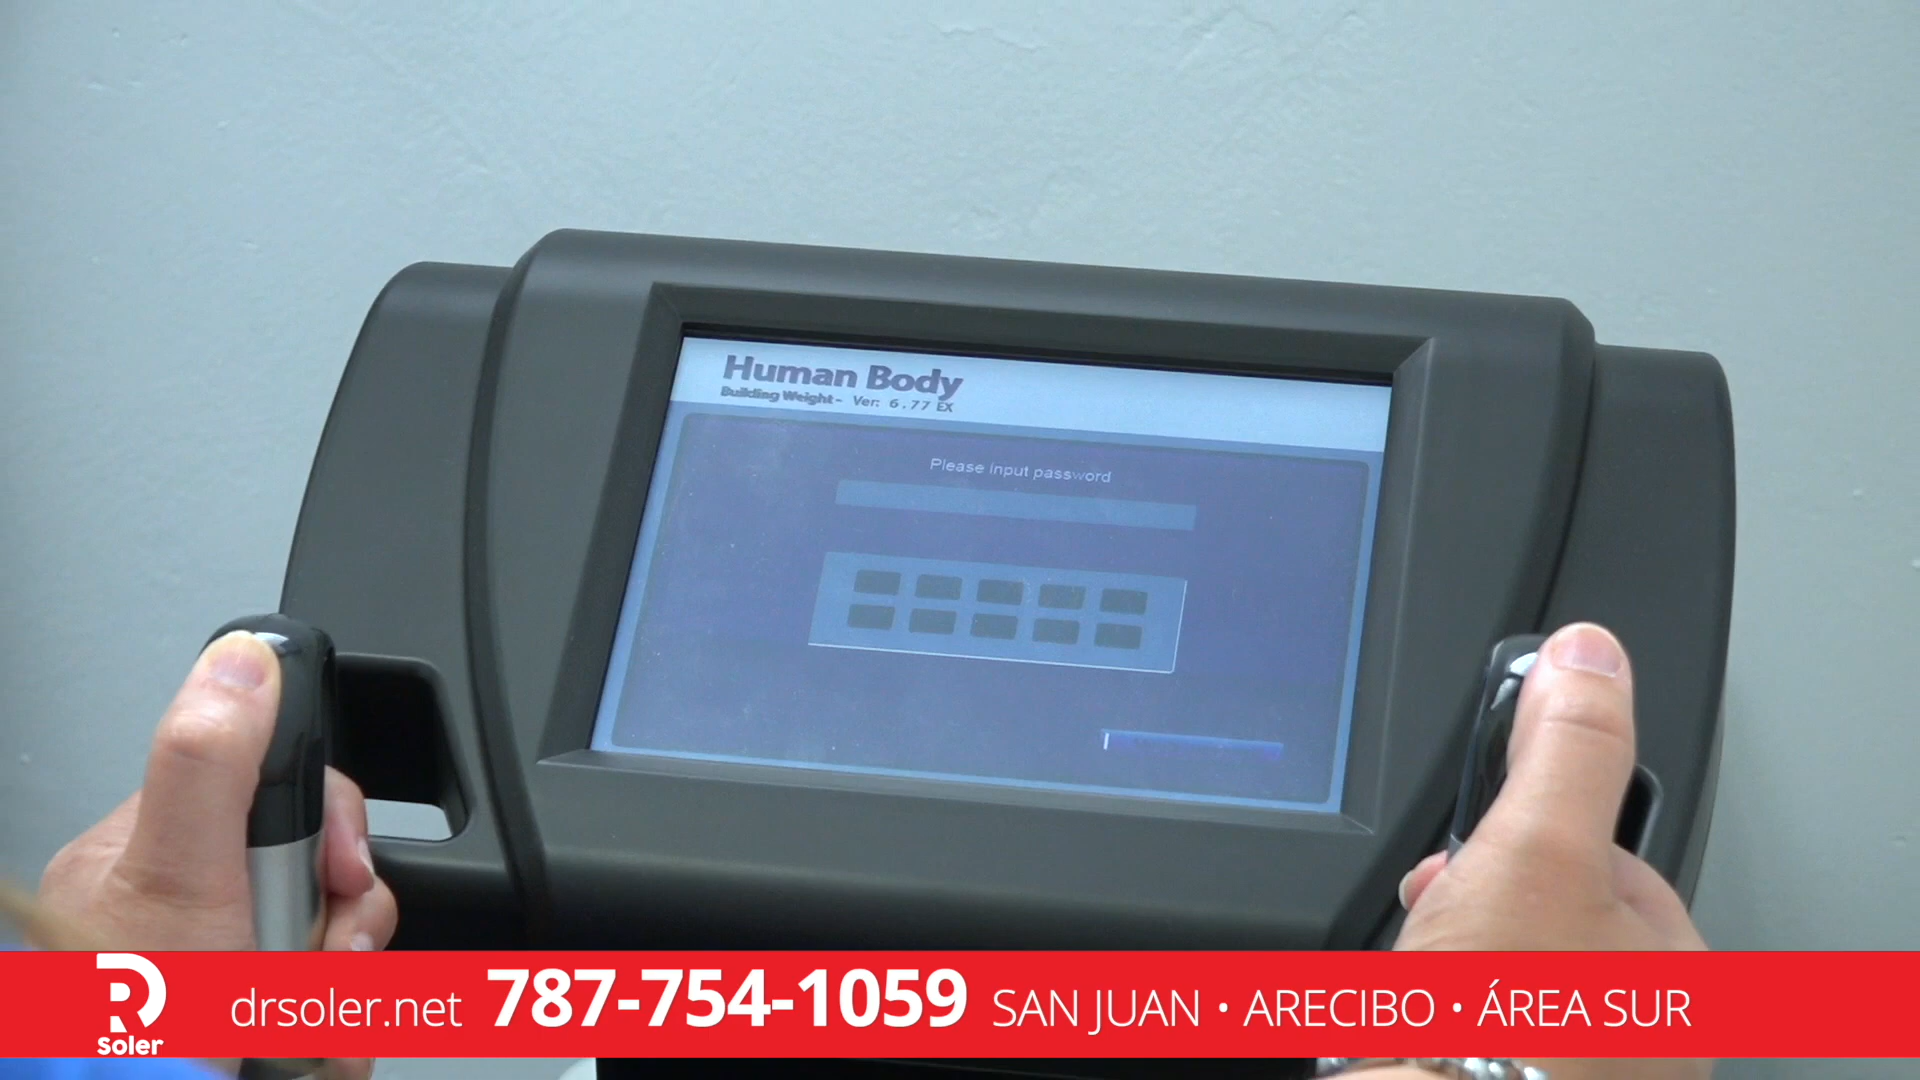 Human Body
Building Weight - Ver: 6.77 EX
Please input password
Soler
drsoler.net 787-754-1059 SAN JUAN • ARECIBO • ÁREA SUR